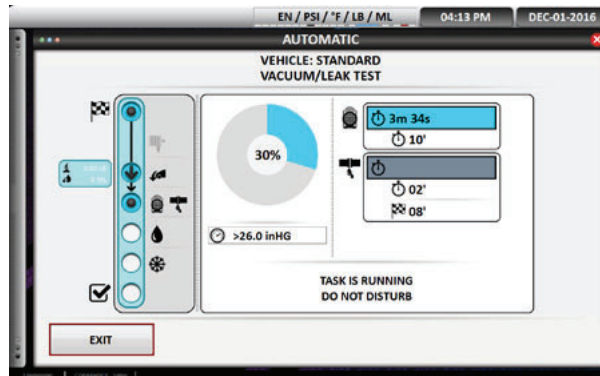 EN / PSI / °F / LB / ML
04:13 PM
DEC-01-2016
AUTOMATIC
VEHICLE: STANDARD
VACUUM/LEAK TEST
30%
3m 34s
10'
02'
08'
>26.0 inHG
TASK IS RUNNING
DO NOT DISTURB
EXIT